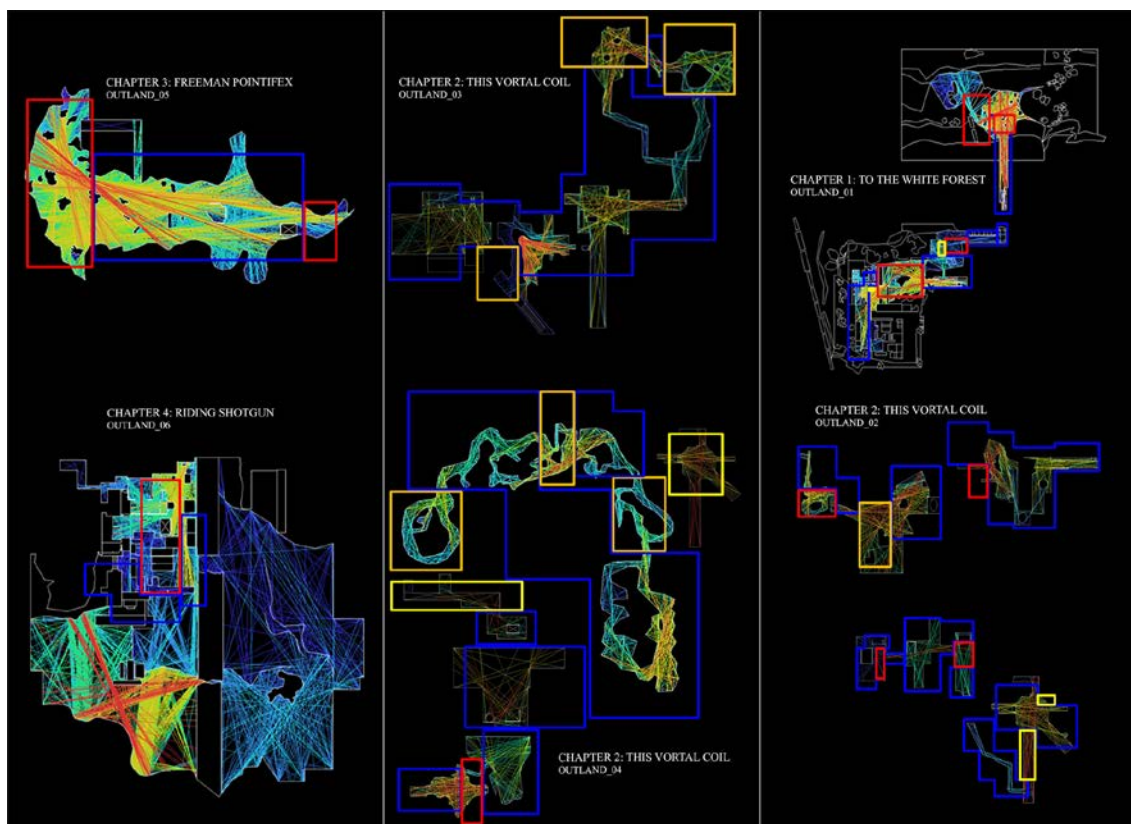 CHAPTER 3: FREEMAN POINTIFEX
OUTLAND_05
CHAPTER 4: RIDING SHOTGUN
OUTLAND_06
CHAPTER 2: THIS VORTAL COIL
OUTLAND_03
CHAPTER 2: THIS VORTAL COIL
OUTLAND_04
CHAPTER 1: TO THE WHITE FOREST
OUTLAND_01
CHAPTER 2: THIS VORTAL COIL
OUTLAND_02